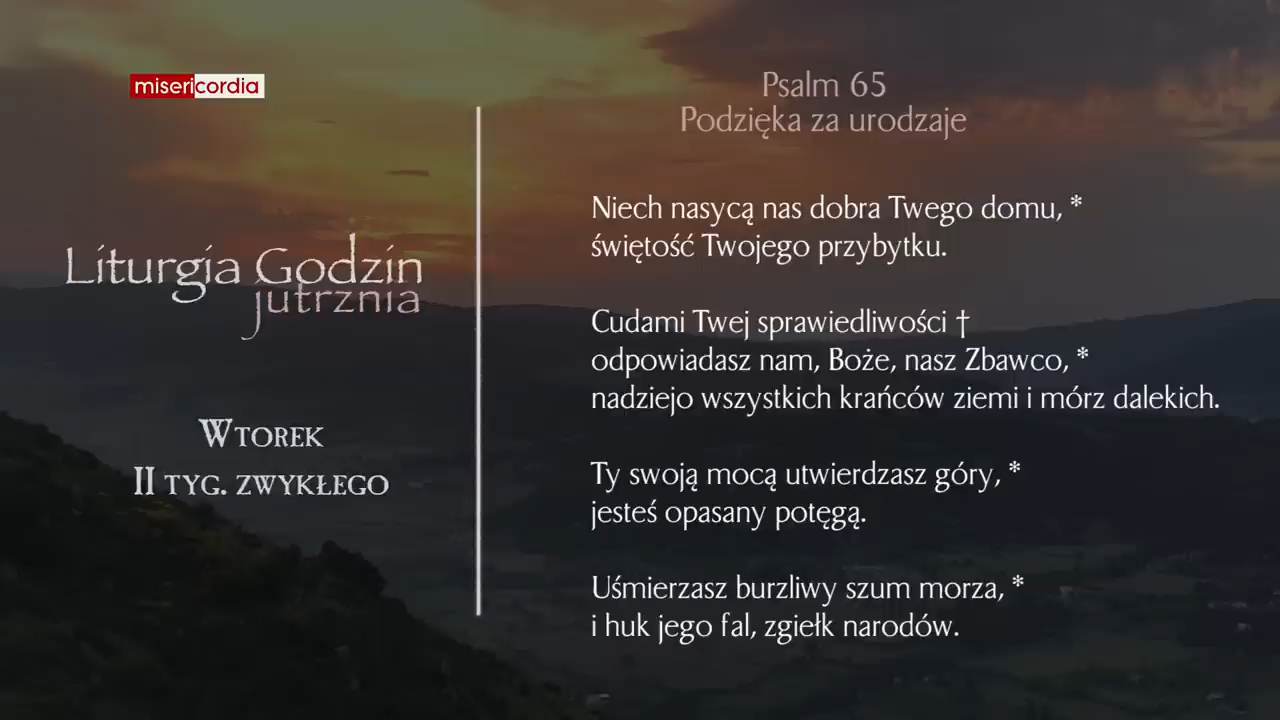 misericordia
Liturgia Godzin
jutrznia
Wtorek
II tyg. zwykłego
Psalm 65
Podzięka za urodzaje
Niech nasycą nas dobra Twego domu, *
świętość Twojego przybytku.
Cudami Twej sprawiedliwości †
odpowiadasz nam, Boże, nasz Zbawco, *
nadziejo wszystkich krańców ziemi i mórz dalekich.
Ty swoją mocą utwierdzasz góry, *
jesteś opasany potęgą.
Uśmierzasz burzliwy szum morza, *
i huk jego fal, zgiełk narodów.